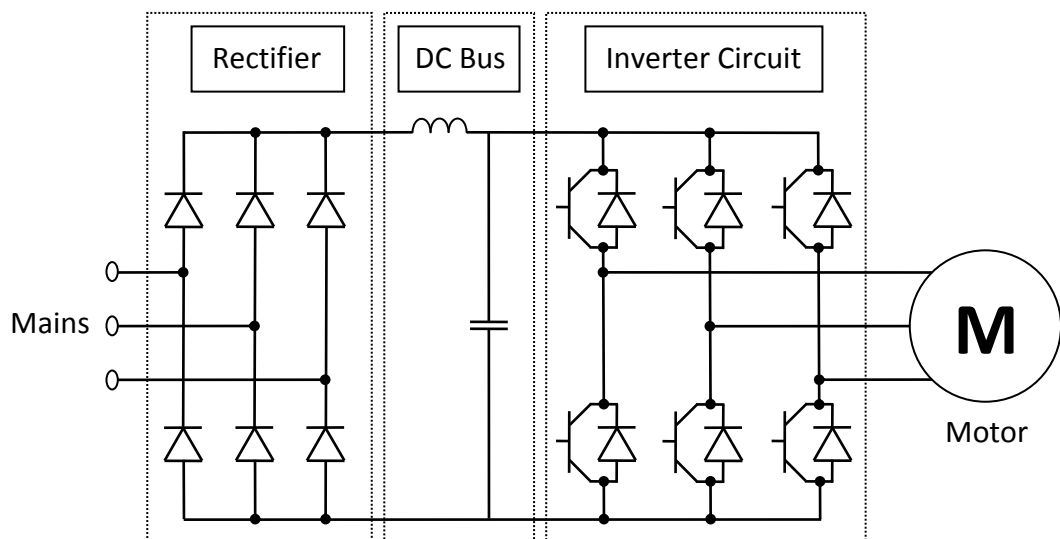 Rectifier
DC Bus
Inverter Circuit
Mains
M
Motor